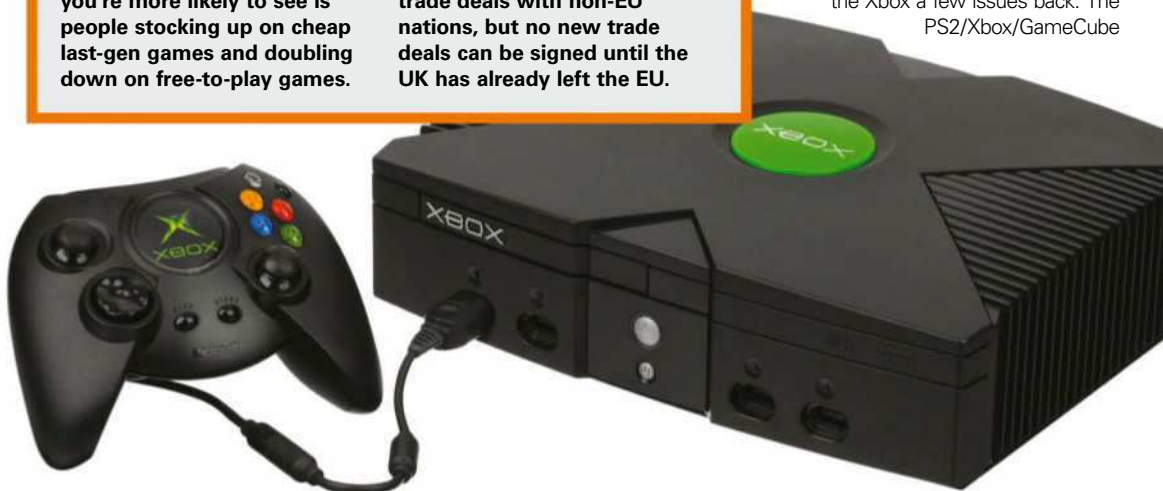 you're more likely to see is
people stocking up on cheap
last-gen games and doubling
down on free-to-play games.
trade deals with non-EU
nations, but no new trade
deals can be signed until the
UK has already left the EU.
the Xbox a few issues back. The
PS2/Xbox/GameCube
XBOX
XBOX
XBOX